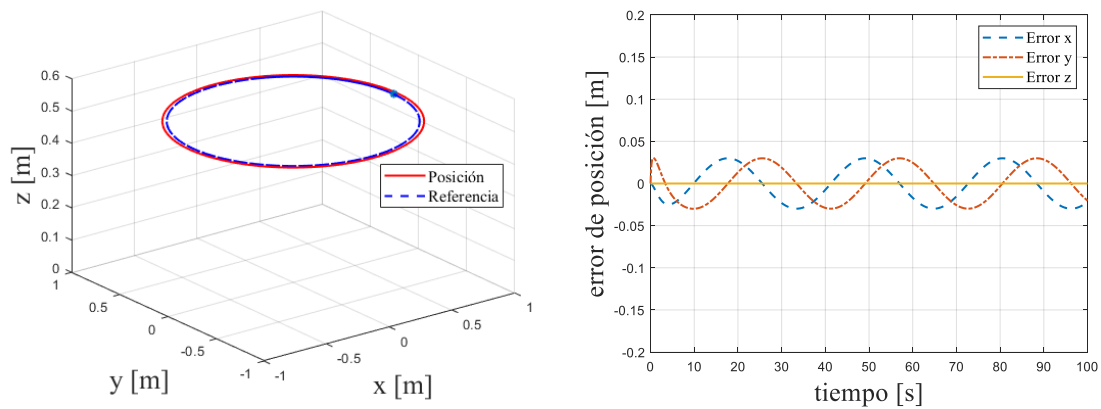 0.6
0.5
0.4
0.3
0.2
0.1
0
z [m]
1
0.5
0
-0.5
-1
y [m]
-1
-0.5
0
0.5
1
x [m]
Posición
Referencia
0.2
0.15
0.1
0.05
0
-0.05
-0.1
-0.15
-0.2
error de posición [m]
Error x
Error y
Error z
0 10 20 30 40 50 60 70 80 90 100
tiempo [s]